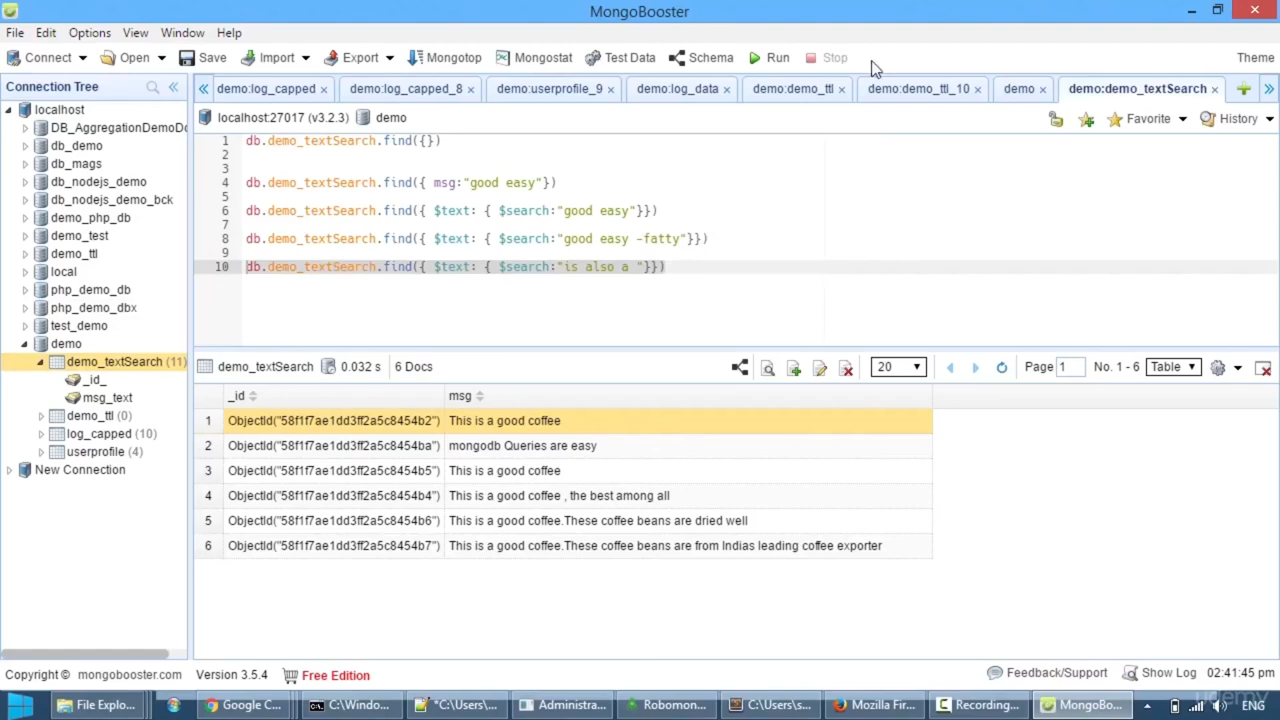 MongoBooster
File Edit Options View Window Help
Connect Open Save Import Export Mongotop Mongostat Test Data Schema Run Stop Theme
Connection Tree « « demo:log_capped × demo:log_capped_8 × demo:userprofile_9 × demo:log_data × demo:demo_ttl × demo:demo_ttl_10 × demo × demo:demo_textSearch × »
localhost
DB_AggregationDemoDc
db_demo
db_mags
db_nodejs_demo
db_nodejs_demo_bck
demo_php_db
demo_test
demo_ttl
local
php_demo_db
php_demo_dbx
test_demo
demo
demo_textSearch (11)
_id_
msg_text
demo_ttl (0)
log_capped (10)
userprofile (4)
New Connection
localhost:27017 (v3.2.3) demo Favorite History
1 db.demo_textSearch.find({})
2
3
4 db.demo_textSearch.find({ msg:"good easy"})
5
6 db.demo_textSearch.find({ $text: { $search:"good easy"}})
7
8 db.demo_textSearch.find({ $text: { $search:"good easy -fatty"}})
9
10 db.demo_textSearch.find({ $text: { $search:"is also a "}})
demo_textSearch 0.032 s 6 Docs 20 Page 1 No. 1 - 6 Table
_id msg
1 ObjectId("58f1f7ae1dd3ff2a5c8454b2") This is a good coffee
2 ObjectId("58f1f7ae1dd3ff2a5c8454ba") mongodb Queries are easy
3 ObjectId("58f1f7ae1dd3ff2a5c8454b5") This is a good coffee
4 ObjectId("58f1f7ae1dd3ff2a5c8454b4") This is a good coffee , the best among all
5 ObjectId("58f1f7ae1dd3ff2a5c8454b6") This is a good coffee.These coffee beans are dried well
6 ObjectId("58f1f7ae1dd3ff2a5c8454b7") This is a good coffee.These coffee beans are from Indias leading coffee exporter
Copyright © mongobooster.com Version 3.5.4 Free Edition Feedback/Support Show Log 02:41:45 pm
File Explo... Google C... C:\Windo... *C:\Users\... Administra... Robomon... C:\Users\s... Mozilla Fir... Recording... MongoBo... ENG
udemy